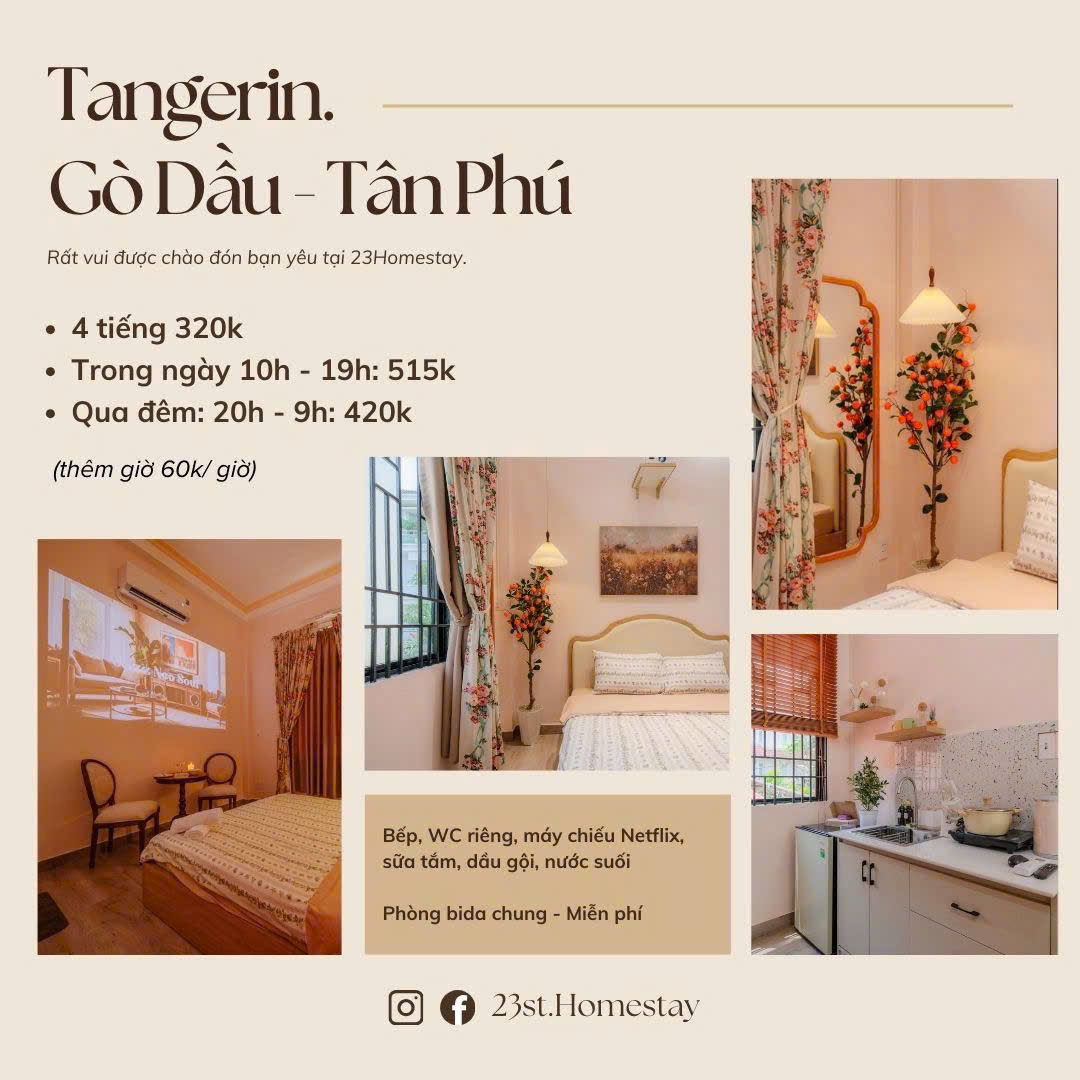 Tangerin.
Gò Dầu - Tân Phú
Rất vui được chào đón bạn yêu tại 23Homestay.
• 4 tiếng 320k
• Trong ngày 10h - 19h: 515k
• Qua đêm: 20h - 9h: 420k
(thêm giờ 60k/ giờ)
Neo Soul
Bếp, WC riêng, máy chiếu Netflix,
sữa tắm, dầu gội, nước suối
Phòng bida chung - Miễn phí
23st.Homestay